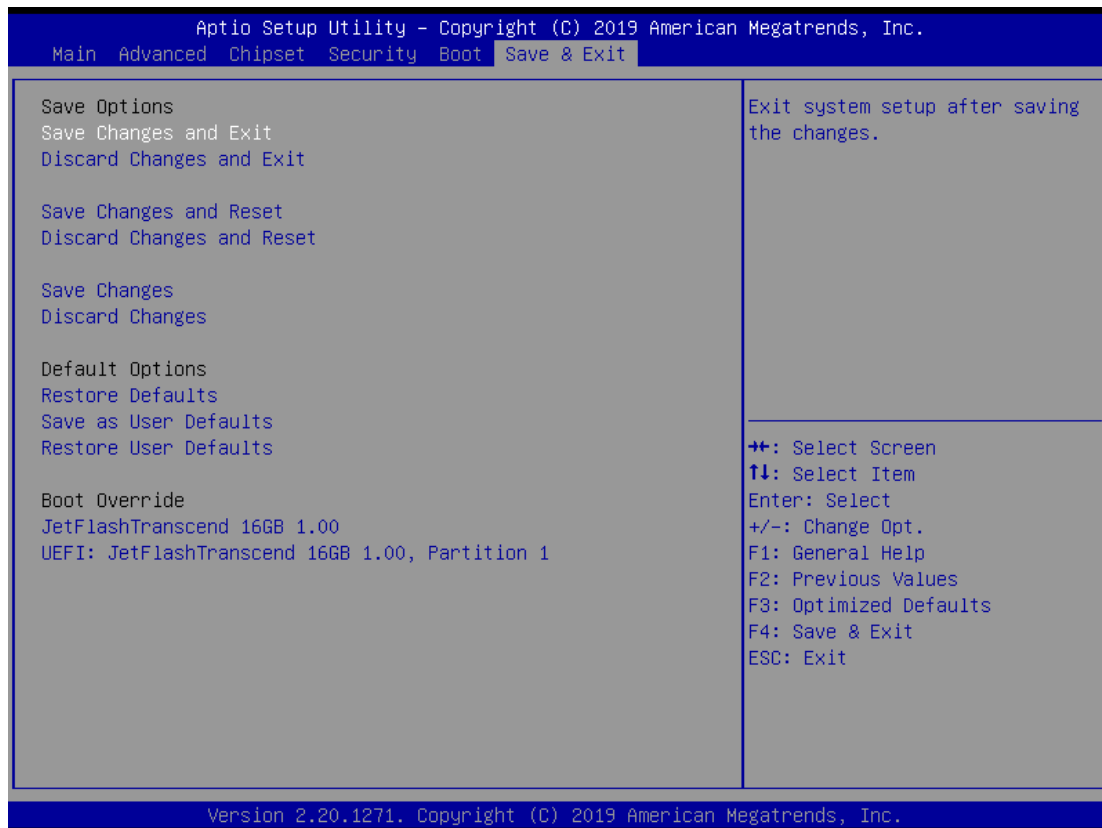 Aptio Setup Utility – Copyright (C) 2019 American Megatrends, Inc.
Main Advanced Chipset Security Boot Save & Exit
Save Options
Save Changes and Exit
Discard Changes and Exit
Save Changes and Reset
Discard Changes and Reset
Save Changes
Discard Changes
Default Options
Restore Defaults
Save as User Defaults
Restore User Defaults
Boot Override
JetFlashTranscend 16GB 1.00
UEFI: JetFlashTranscend 16GB 1.00, Partition 1
Exit system setup after saving
the changes.
→←: Select Screen
↑↓: Select Item
Enter: Select
+/-: Change Opt.
F1: General Help
F2: Previous Values
F3: Optimized Defaults
F4: Save & Exit
ESC: Exit
Version 2.20.1271. Copyright (C) 2019 American Megatrends, Inc.